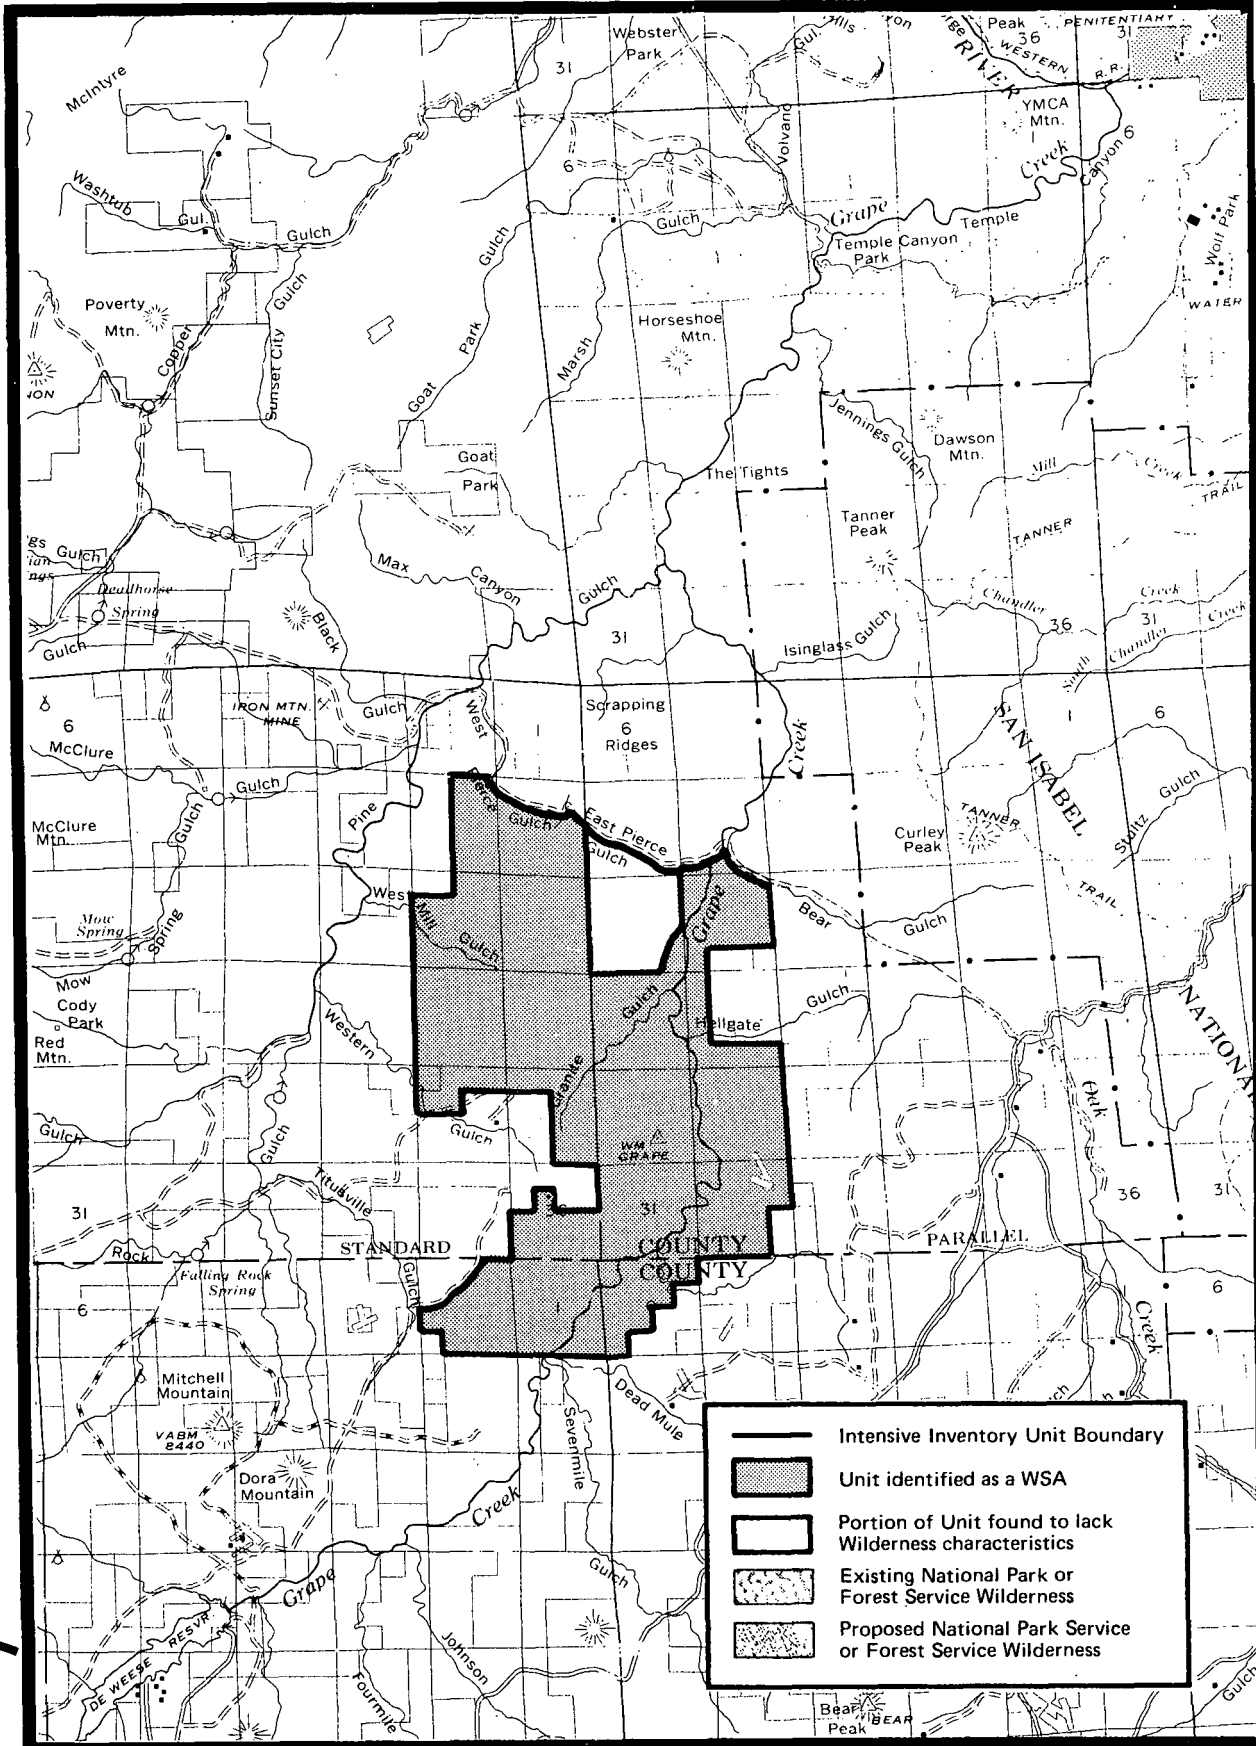 Webster
Park
31
Hills
Gul.
Peak
36
PENITENTIARY
31
WESTERN
R.R.
RIVER
YMCA
Mtn.
6
McIntyre
Volvano
Creek
Canyon
Washtub
Gul.
Gulch
6
Gulch
Gulch
Grape
Temple
Temple Canyon
Park
Wolf Park
WATER
Gulch
Poverty
Mtn.
Copper
Sunset City
Park
Goat
Marsh
Horseshoe
Mtn.
Jennings Gulch
Dawson
Mtn.
Mill
Creek
TRAIL
Goat
Park
The Tights
Tanner
Peak
TANNER
Gulch
Deadhorse
Spring
Gulch
Max
Canyon
Gulch
Black
31
Isinglass Gulch
Chandler
36
Creek
31
Chandler
Creek
South
6
McClure
IRON MTN.
MINE
Gulch
West
Scrapping
6
Ridges
Creek
SAN ISABEL
6
Gulch
Stultz
Gulch
McClure
Mtn.
Gulch
Pine
Pierce
Gulch
East Pierce
Gulch
Curley
Peak
TANNER
TRAIL
West
Mill
Gulch
Mow
Spring
Spring
Mow
Grape
Bear
Gulch
Cody
Park
Red
Mtn.
Western
Gulch
Hellgate
Gulch
NATIONAL
Granite
Gulch
Gulch
Gulch
WM
GRAPE
Oak
31
Titusville
31
36
31
Rock
STANDARD
COUNTY
COUNTY
PARALLEL
Falling Rock
Spring
Gulch
6
1
6
Creek
Mitchell
Mountain
VABM
8440
Dora
Mountain
Dead Mule
Sevenmile
Creek
Gulch
Grape
Johnson
Fourmile
DE WEESE
RESVR
Intensive Inventory Unit Boundary
Unit identified as a WSA
Portion of Unit found to lack
Wilderness characteristics
Existing National Park or
Forest Service Wilderness
Proposed National Park Service
or Forest Service Wilderness
Bear
Peak
BEAR
Gulch